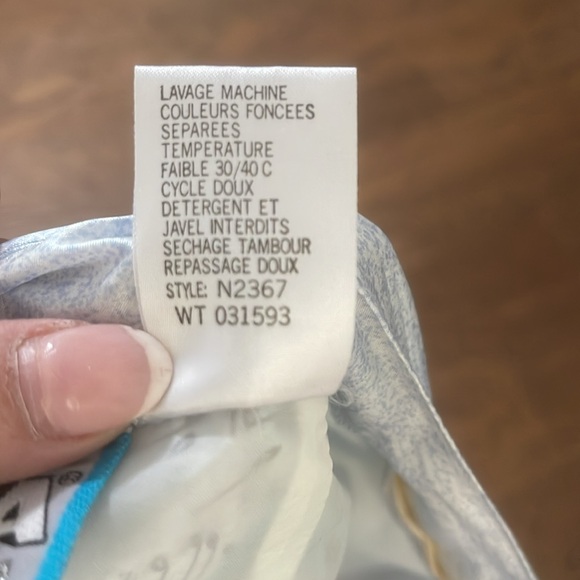 LAVAGE MACHINE
COULEURS FONCEES
SEPAREES
TEMPERATURE
FAIBLE 30/40 C
CYCLE DOUX
DETERGENT ET
JAVEL INTERDITS
SECHAGE TAMBOUR
REPASSAGE DOUX
STYLE: N2367
WT 031593
A®